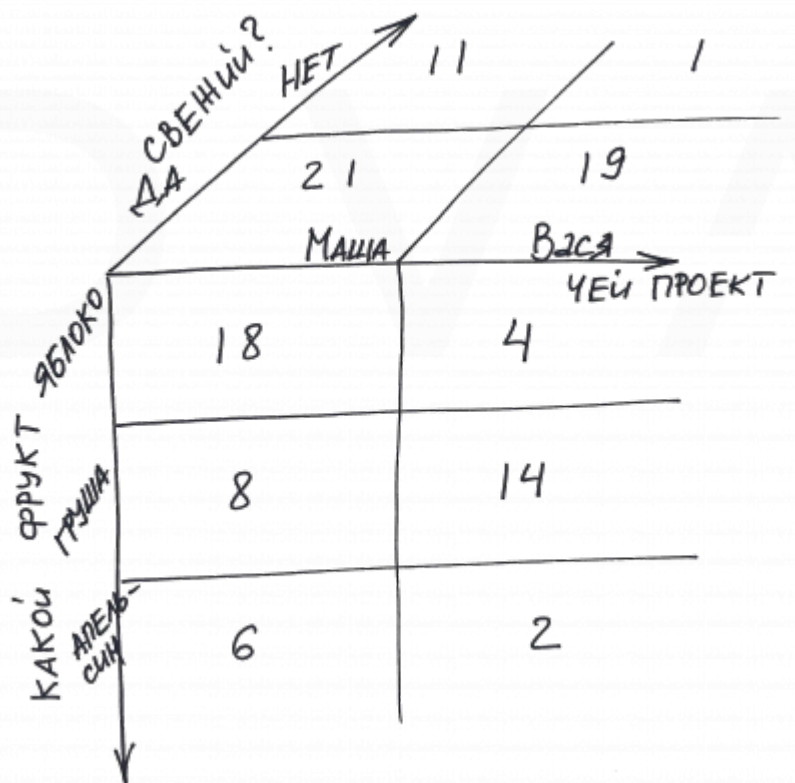 СВЕЖИЙ?
ДА
НЕТ
11
1
21
19
МАША
ВАСЯ
ЧЕЙ ПРОЕКТ
КАКОЙ ФРУКТ
ЯБЛОКО
18
4
ГРУША
8
14
АПЕЛЬ-
СИН
6
2